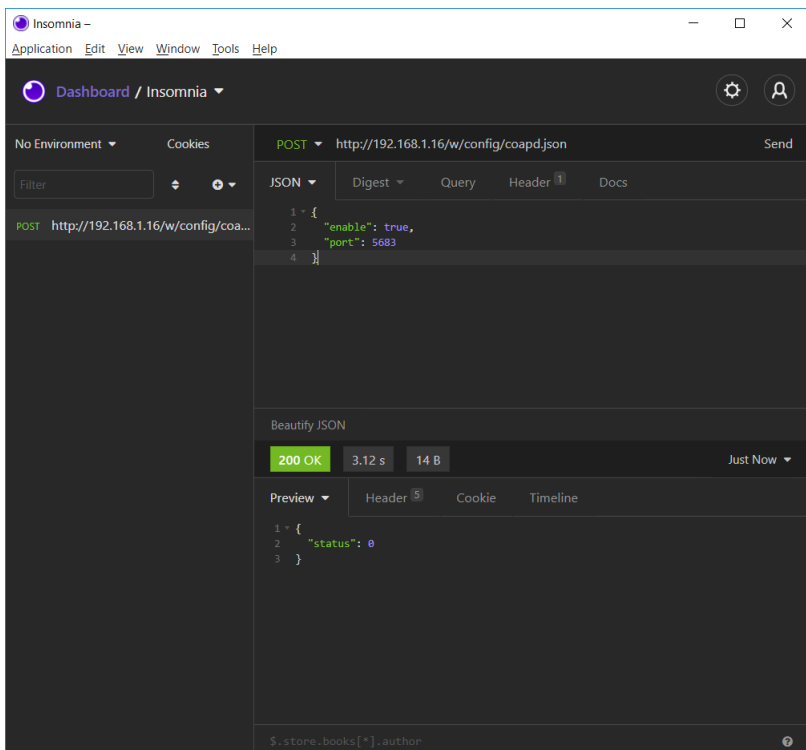 Insomnia –
Application Edit View Window Tools Help
Dashboard / Insomnia
No Environment Cookies
POST http://192.168.1.16/w/config/coapd.json Send
Filter
JSON Digest Query Header 1 Docs
POST http://192.168.1.16/w/config/coa...
1 {
2 "enable": true,
3 "port": 5683
4 }
Beautify JSON
200 OK 3.12 s 14 B Just Now
Preview Header 5 Cookie Timeline
1 {
2 "status": 0
3 }
$.store.books[*].author